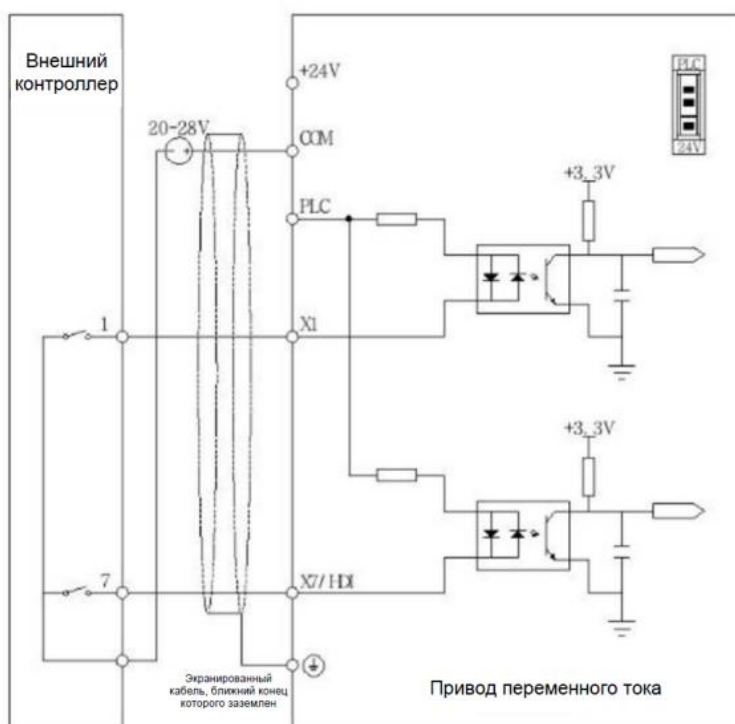 Внешний
контроллер
+24V
PLC
24V
20-28V
COM
PLC
+3,3V
1
X1
+3,3V
7
X7/HDI
Экранированный
кабель, ближний конец
которого заземлен
Привод переменного тока